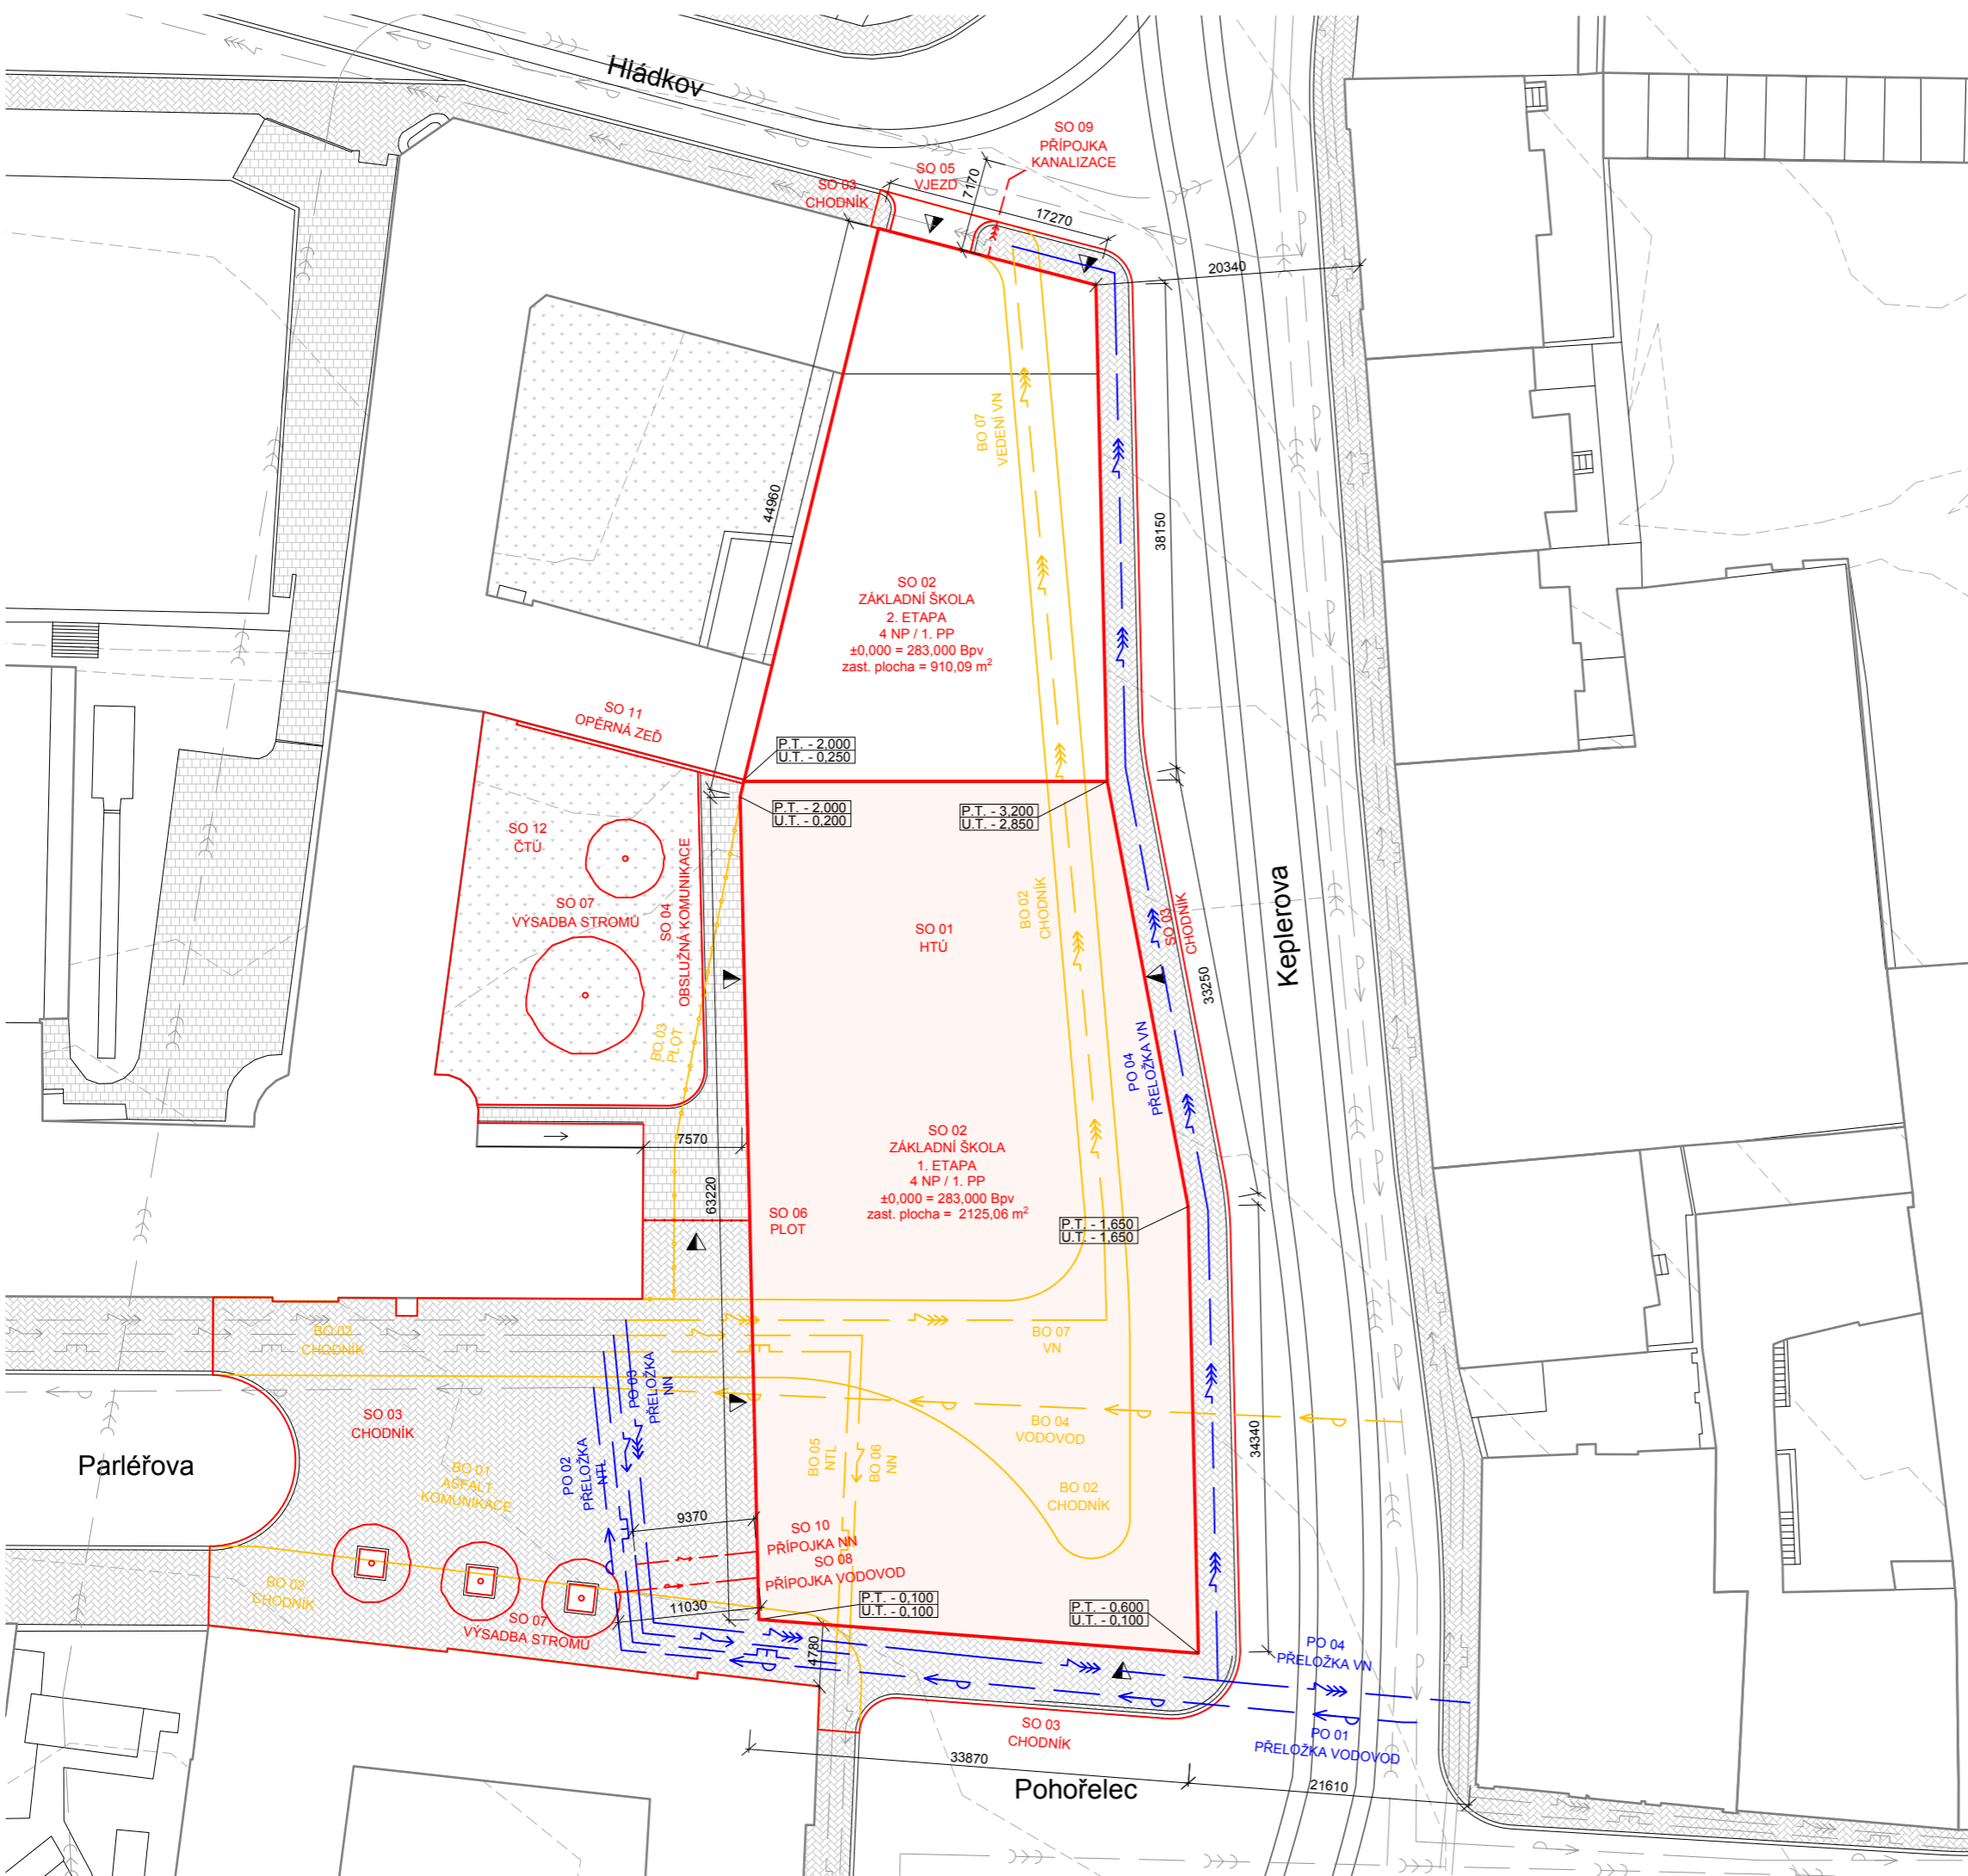 Hládkov
SO 09
PŘÍPOJKA
KANALIZACE
SO 05
VJEZD
7170
SO 03
CHODNÍK
17270
20340
BO 07
VEDENÍ VN
44960
38150
SO 02
ZÁKLADNÍ ŠKOLA
2. ETAPA
4 NP / 1. PP
±0,000 = 283,000 Bpv
zast. plocha = 910,09 m²
SO 11
OPĚRNÁ ZEĎ
P.T. - 2,000
U.T. - 0,250
P.T. - 2,000
U.T. - 0,200
P.T. - 3,200
U.T. - 2,850
SO 12
ČTÚ
SO 07
VÝSADBA STROMŮ
SO 04
OBSLUŽNÁ KOMUNIKACE
SO 01
HTÚ
BO 02
CHODNÍK
SO 03
CHODNÍK
Keplerova
33250
BO 03
PLOT
PO 04
PŘELOŽKA VN
7570
63220
SO 02
ZÁKLADNÍ ŠKOLA
1. ETAPA
4 NP / 1. PP
±0,000 = 283,000 Bpv
zast. plocha = 2125,06 m²
SO 06
PLOT
P.T. - 1,650
U.T. - 1,650
BO 02
CHODNÍK
BO 07
VN
PO 03
PŘELOŽKA
NN
SO 03
CHODNÍK
BO 04
VODOVOD
34340
Parléřova
BO 01
ASFALT
KOMUNIKACE
PO 02
PŘELOŽKA
NTL
BO 05
NTL
BO 06
NN
BO 02
CHODNÍK
9370
SO 10
PŘÍPOJKA NN
SO 08
PŘÍPOJKA VODOVOD
BO 02
CHODNÍK
11030
P.T. - 0,100
U.T. - 0,100
P.T. - 0,600
U.T. - 0,100
SO 07
VÝSADBA STROMŮ
4780
PO 04
PŘELOŽKA VN
SO 03
CHODNÍK
PO 01
PŘELOŽKA VODOVOD
33870
Pohořelec
21610